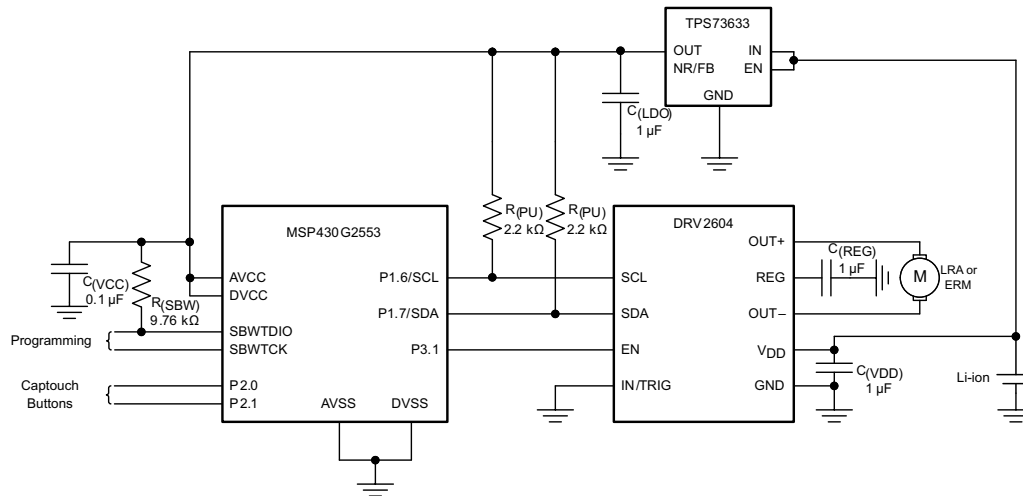 TPS73633
OUT
IN
NR/FB
EN
GND
C(LDO)
1 µF
R(PU)
2.2 kΩ
R(PU)
2.2 kΩ
MSP430G2553
AVCC
DVCC
SBWTDIO
SBWTCK
P2.0
P2.1
AVSS
DVSS
P1.6/SCL
P1.7/SDA
P3.1
C(VCC)
0.1 µF
R(SBW)
9.76 kΩ
Programming
Captouch
Buttons
DRV2604
SCL
SDA
EN
IN/TRIG
OUT+
REG
OUT–
VDD
GND
C(REG)
1 µF
M
LRA or
ERM
C(VDD)
1 µF
Li-ion